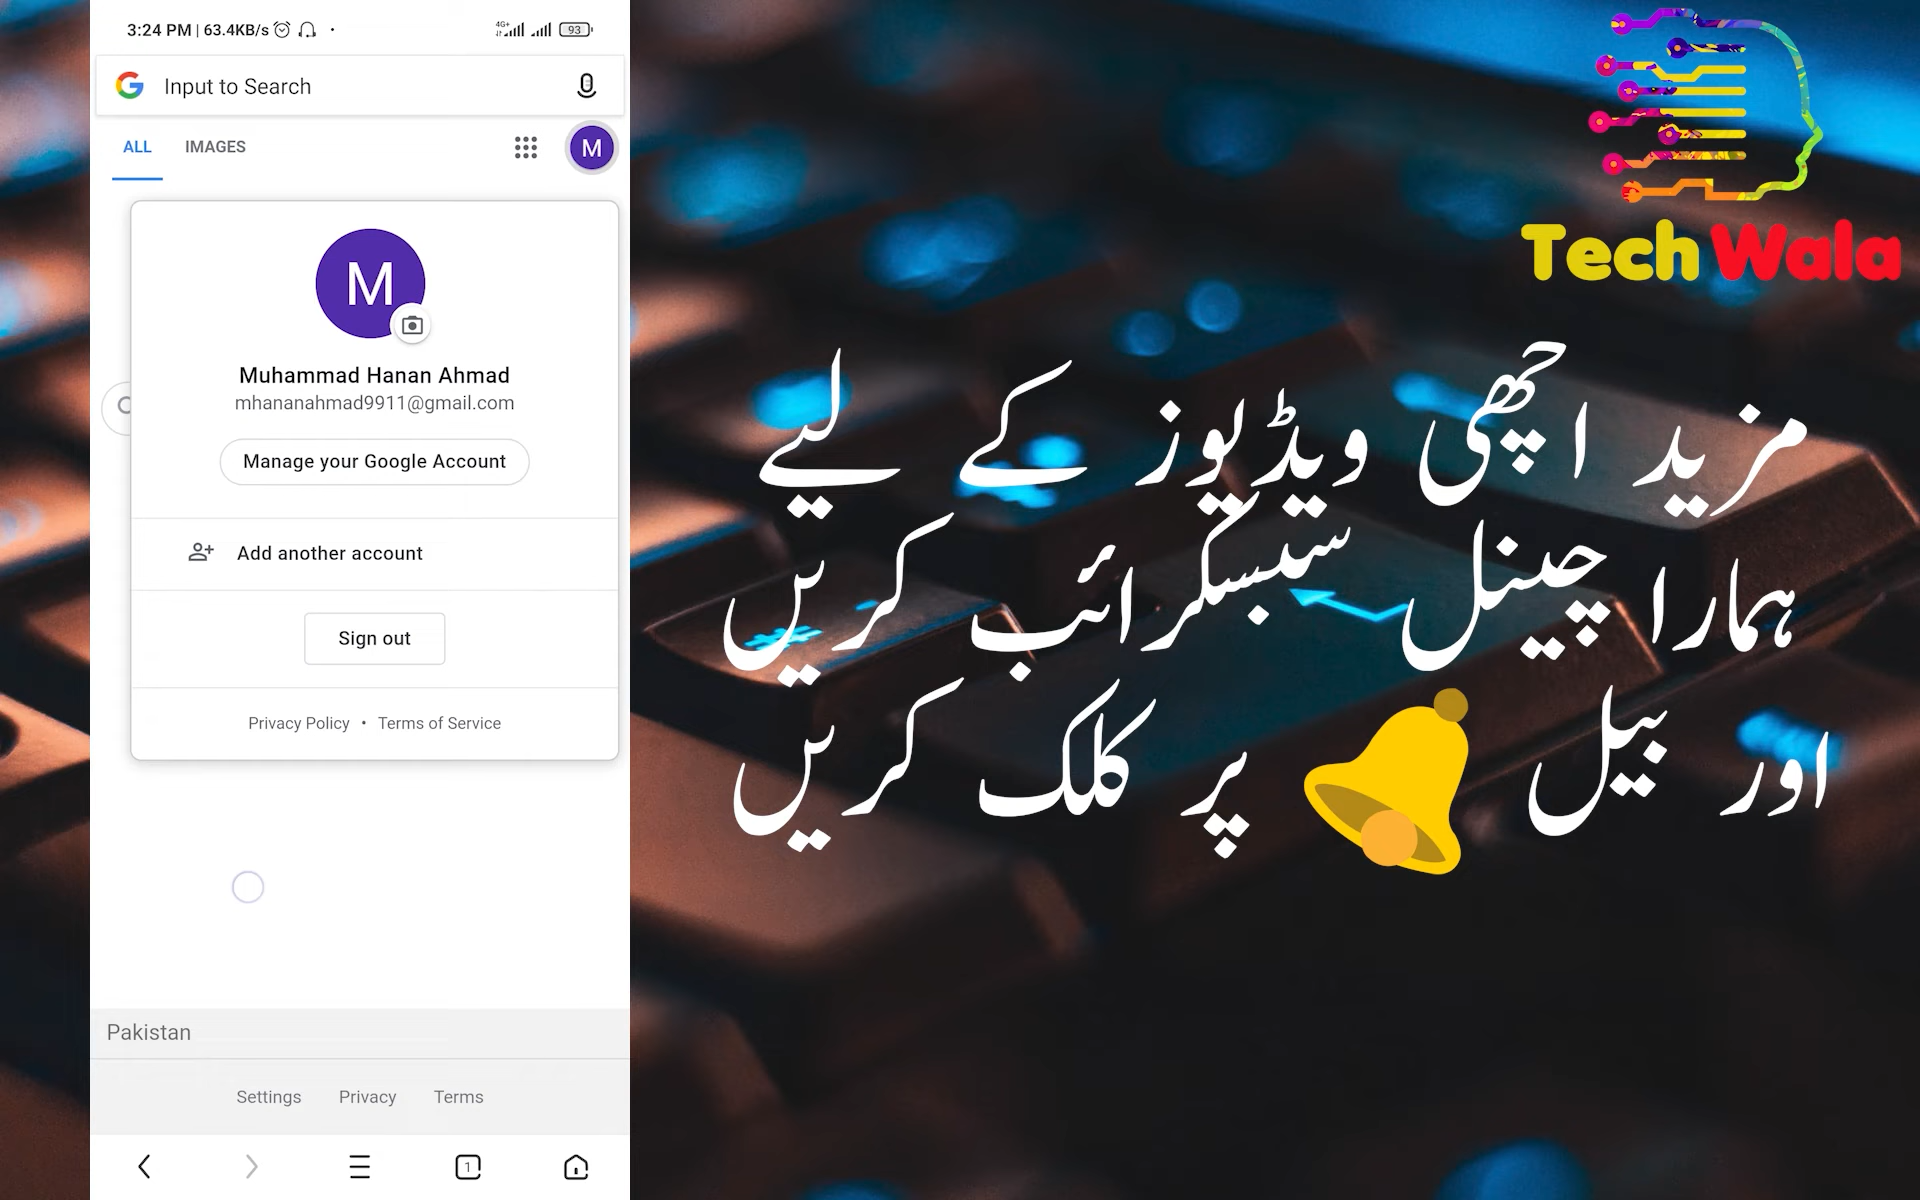 3:24 PM | 63.4KB/s
4G+
93
Input to Search
ALL IMAGES
M
M
Muhammad Hanan Ahmad
mhananahmad9911@gmail.com
Manage your Google Account
Add another account
Sign out
Privacy Policy • Terms of Service
Pakistan
Settings Privacy Terms
1
Tech Wala
مزید اچھی ویڈیوز کے لیے
ہمارا چینل سبسکرائب کریں
اور بیل پر کلک کریں